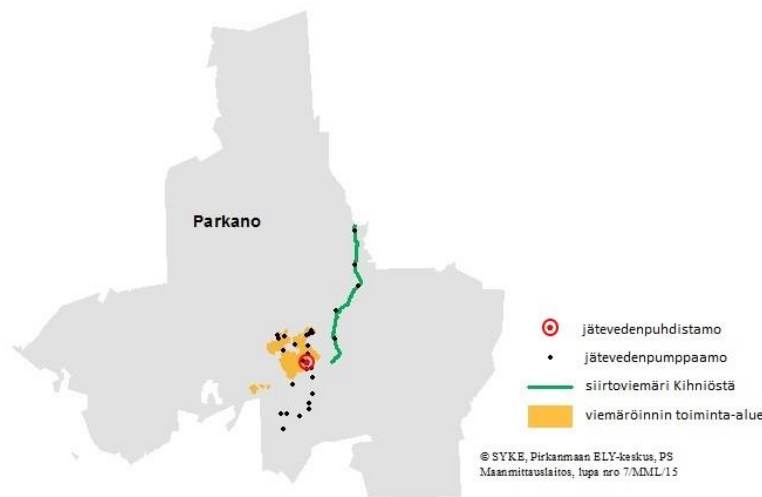 Parkano
jätevedenpuhdistamo
jätevedenpumppaamo
siirtoviemäri Kihniöstä
viemäröinnin toiminta-alue
© SYKE, Pirkanmaan ELY-keskus, PS
Maanmittauslaitos, lupa nro 7/MML/15